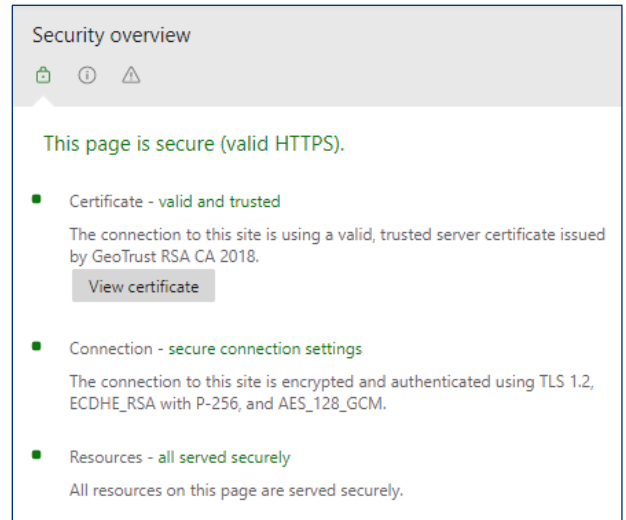 Security overview
This page is secure (valid HTTPS).
Certificate - valid and trusted
The connection to this site is using a valid, trusted server certificate issued
by GeoTrust RSA CA 2018.
View certificate
Connection - secure connection settings
The connection to this site is encrypted and authenticated using TLS 1.2,
ECDHE_RSA with P-256, and AES_128_GCM.
Resources - all served securely
All resources on this page are served securely.